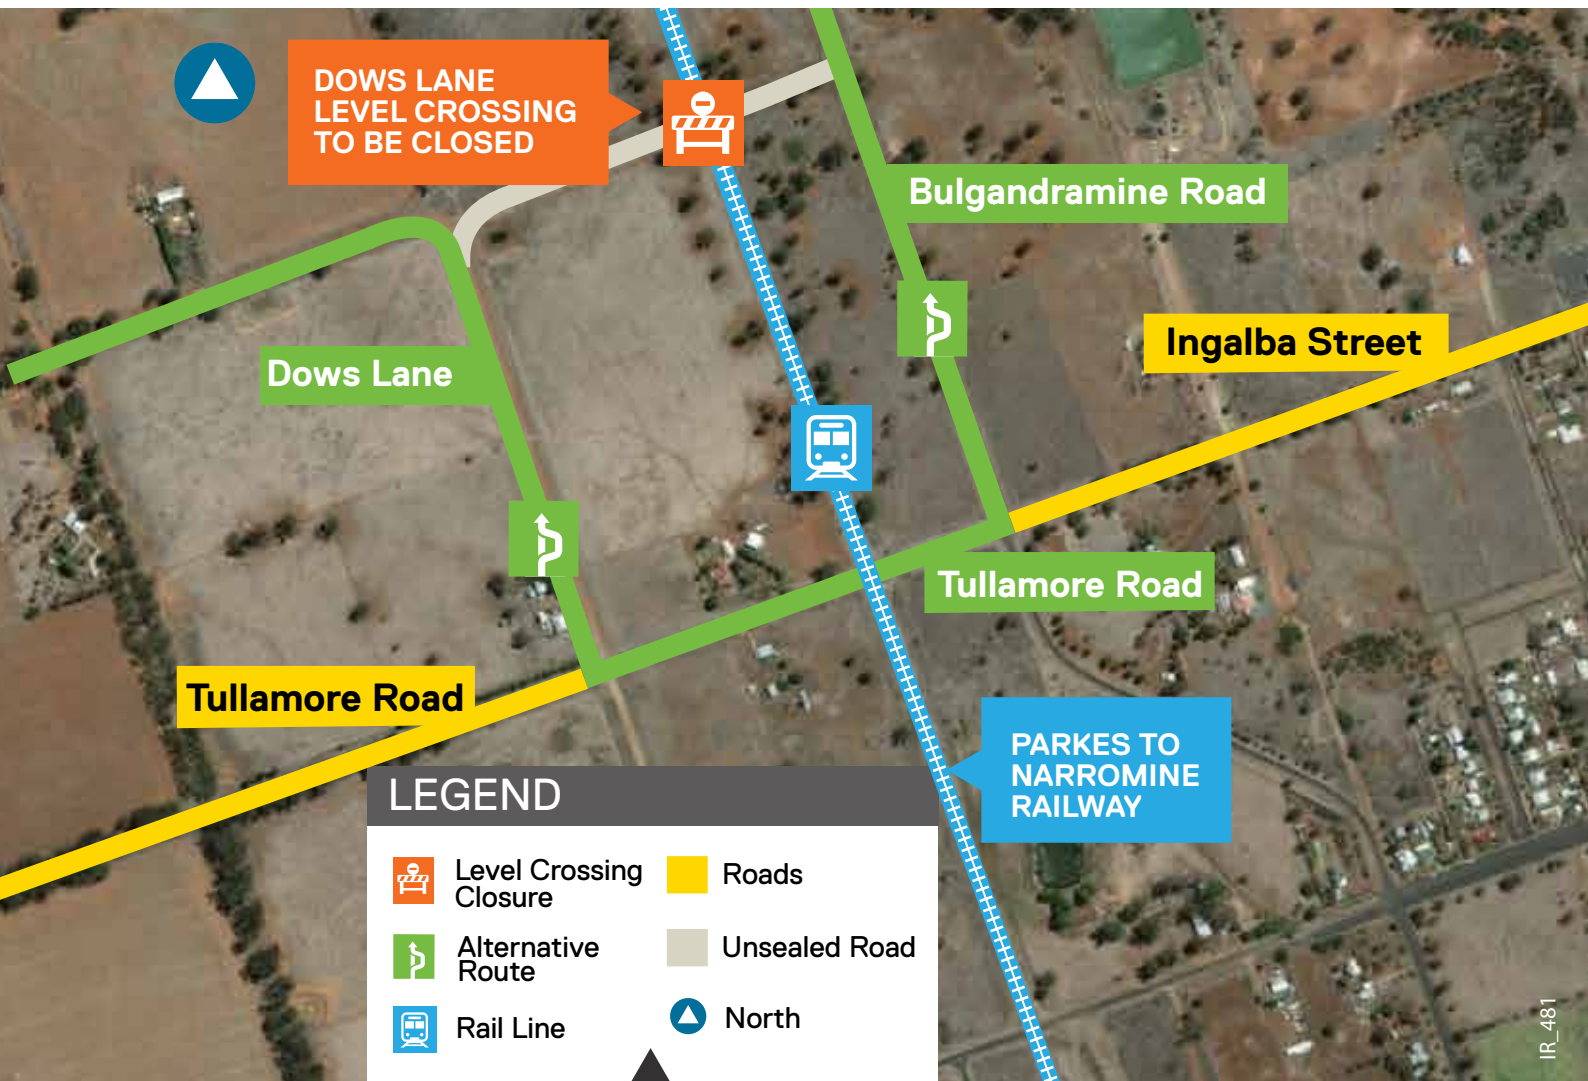 DOWS LANE
LEVEL CROSSING
TO BE CLOSED
Bulgandramine Road
Ingalba Street
Dows Lane
Tullamore Road
Tullamore Road
PARKES TO
NARROMINE
RAILWAY
LEGEND
Level Crossing
Closure
Alternative
Route
Rail Line
Roads
Unsealed Road
North
IR_481